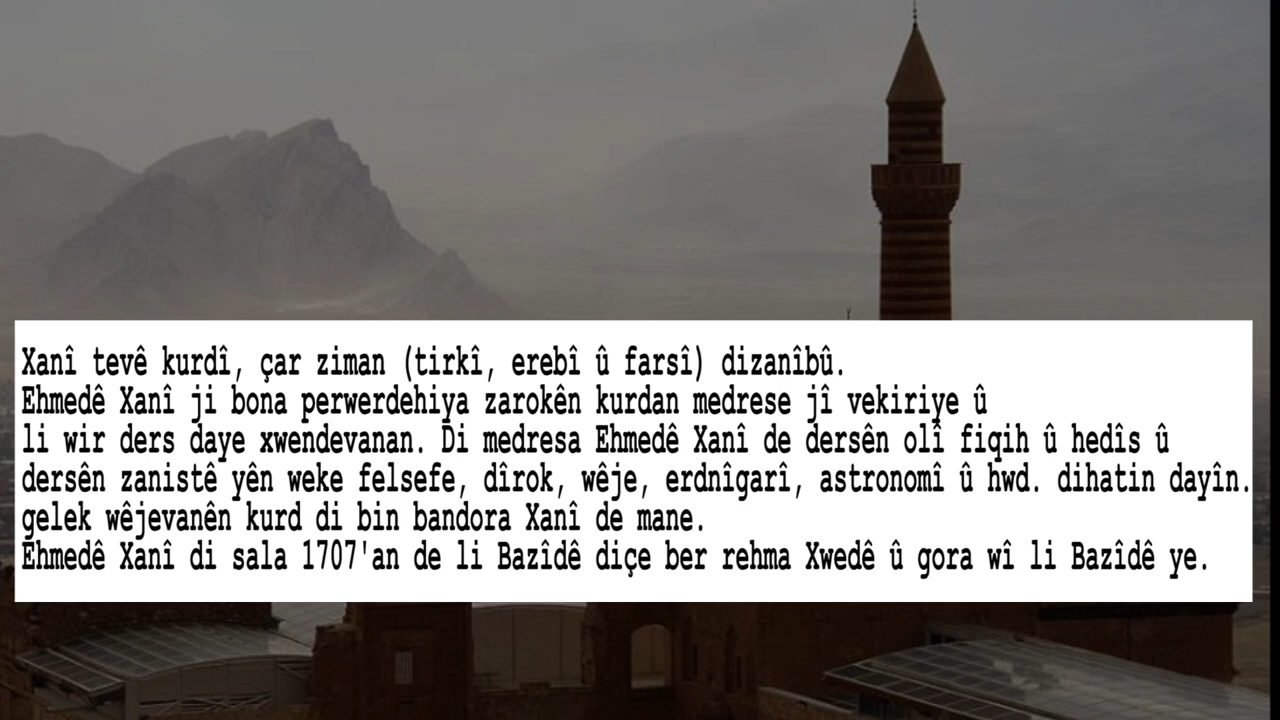 Xanî tevê kurdî, çar ziman (tirkî, erebî û farsî) dizanîbû.
Ehmedê Xanî ji bona perwerdehiya zarokên kurdan medrese jî vekiriye û
li wir ders daye xwendevanan. Di medresa Ehmedê Xanî de dersên olî fiqih û hedîs û
dersên zanistê yên weke felsefe, dîrok, wêje, erdnîgarî, astronomî û hwd. dihatin dayîn.
gelek wêjevanên kurd di bin bandora Xanî de mane.
Ehmedê Xanî di sala 1707'an de li Bazîdê diçe ber rehma Xwedê û gora wî li Bazîdê ye.